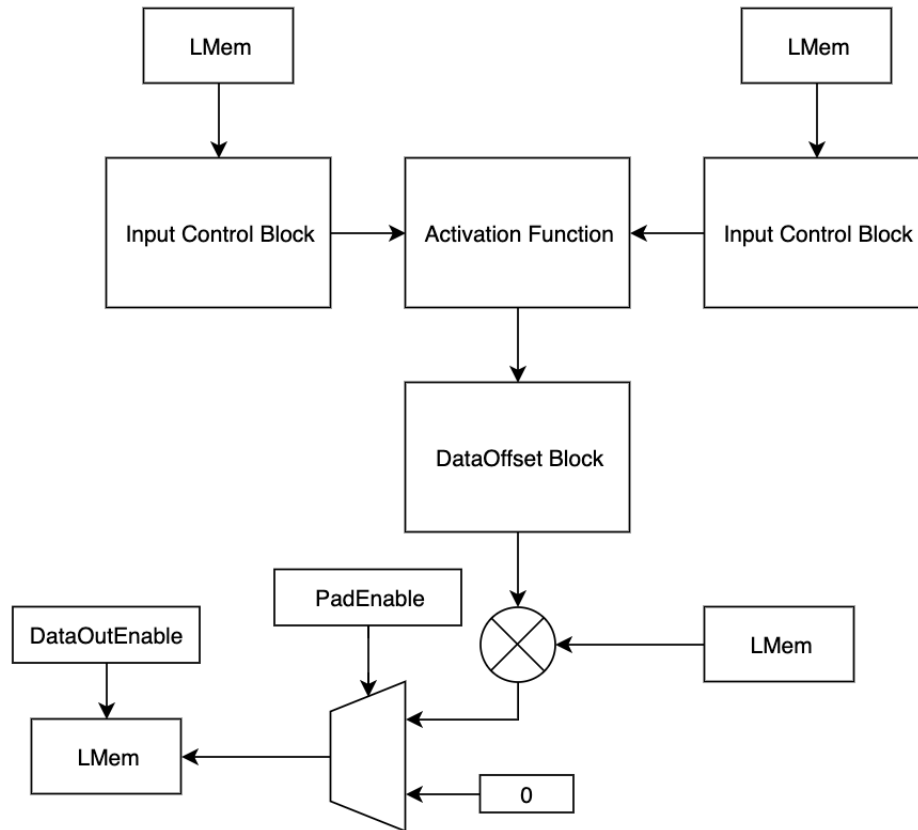 LMem
LMem
Input Control Block
Activation Function
Input Control Block
DataOffset Block
PadEnable
DataOutEnable
LMem
LMem
0